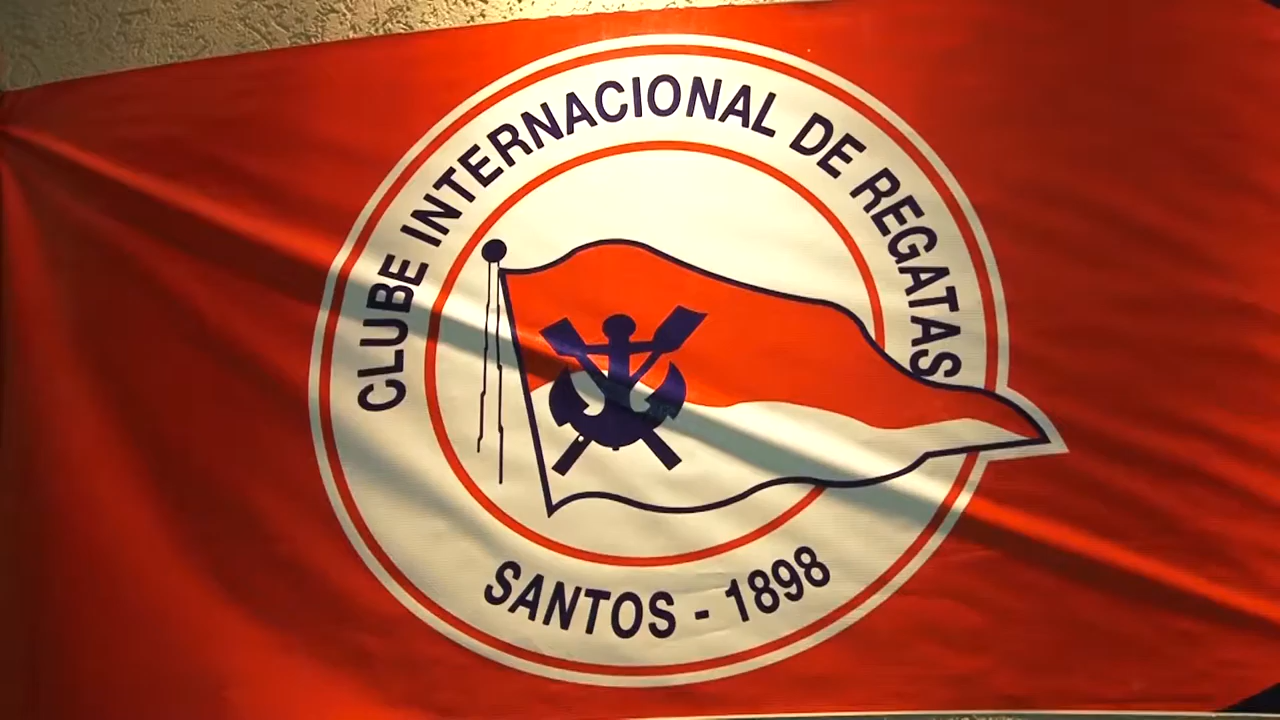 CLUBE INTERNACIONAL DE REGATAS
SANTOS - 1898